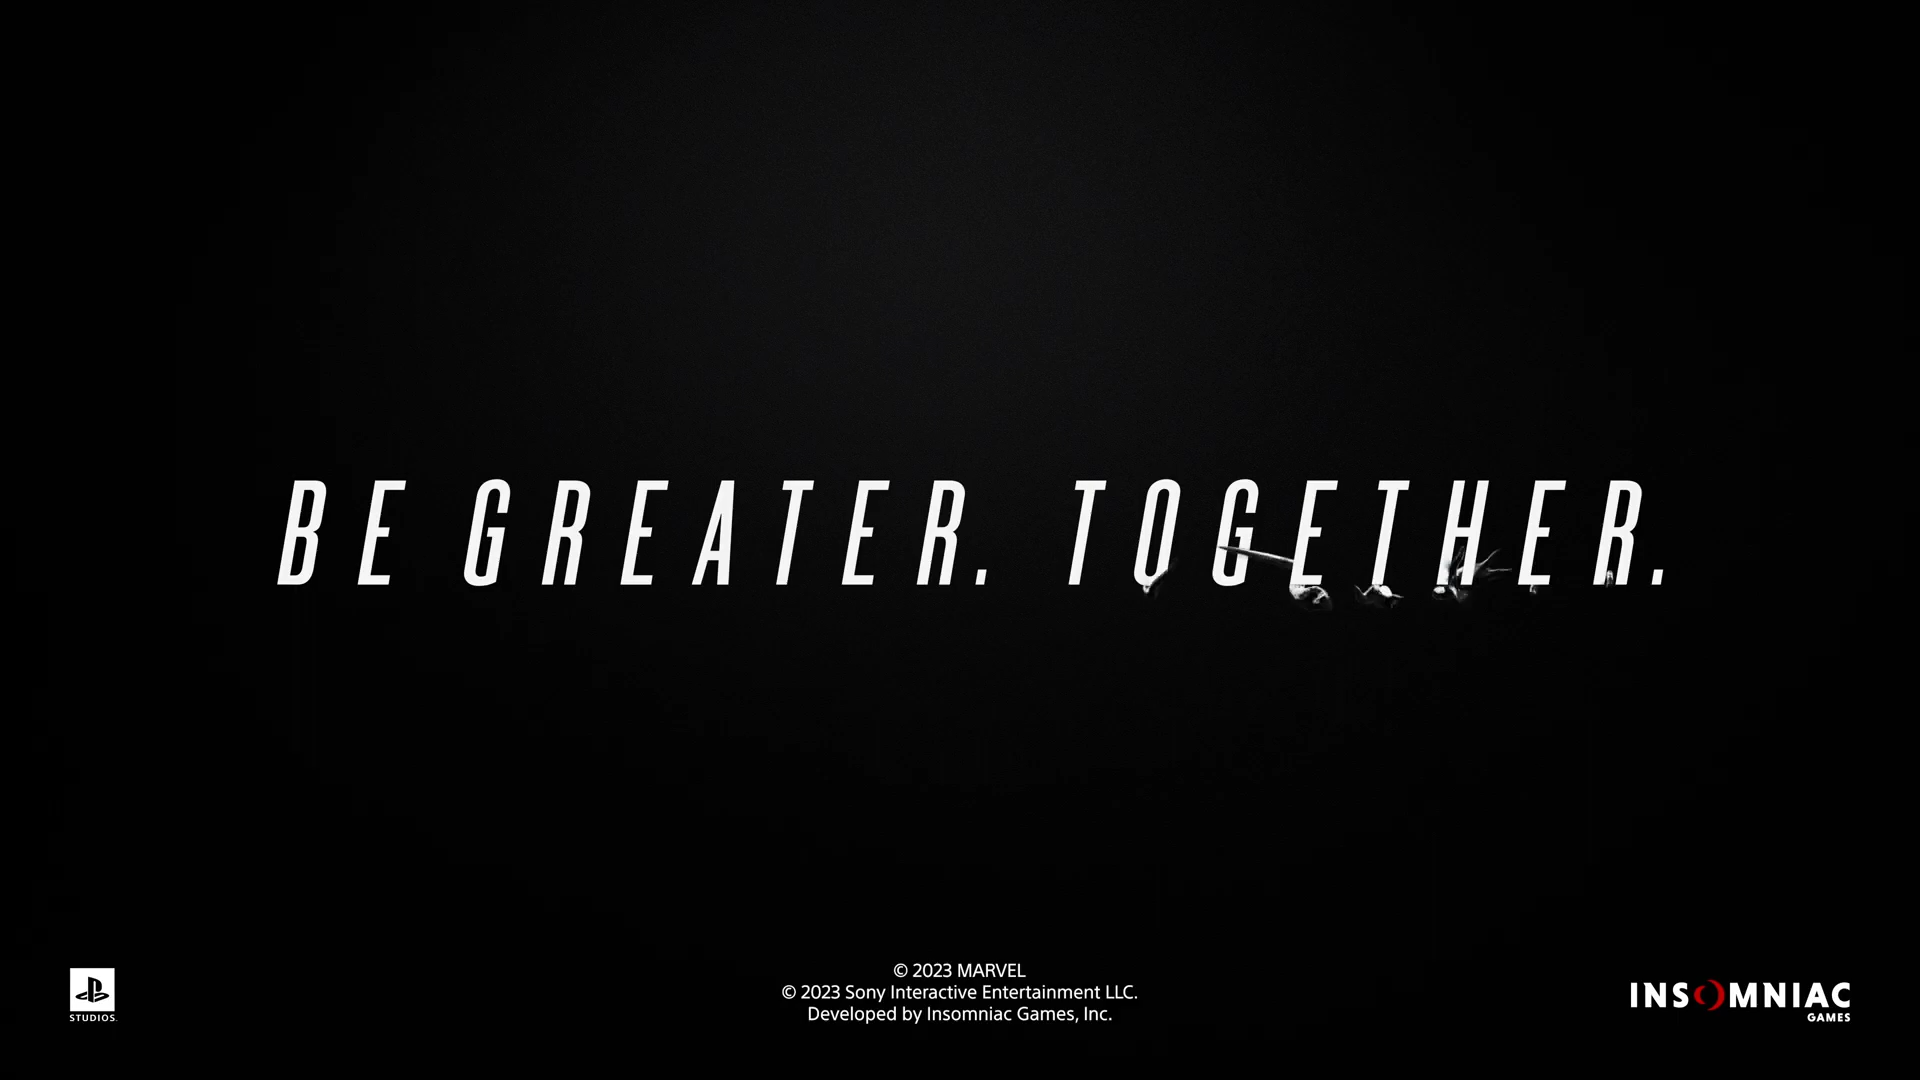 BE GREATER. TOGETHER.
© 2023 MARVEL
© 2023 Sony Interactive Entertainment LLC.
Developed by Insomniac Games, Inc.
STUDIOS
INSOMNIAC
GAMES